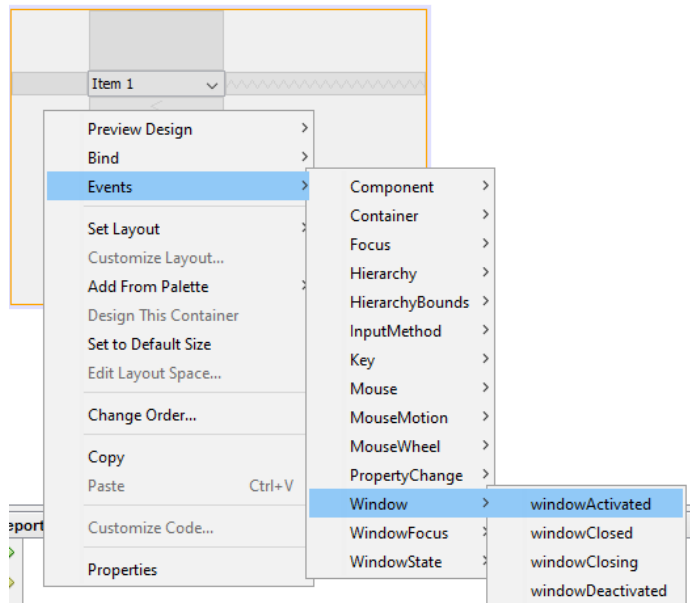 Item 1
Preview Design
Bind
Events
Set Layout
Customize Layout...
Add From Palette
Design This Container
Set to Default Size
Edit Layout Space...
Change Order...
Copy
Paste Ctrl+V
Customize Code...
Properties
Component
Container
Focus
Hierarchy
HierarchyBounds
InputMethod
Key
Mouse
MouseMotion
MouseWheel
PropertyChange
Window
WindowFocus
WindowState
windowActivated
windowClosed
windowClosing
windowDeactivated
eport